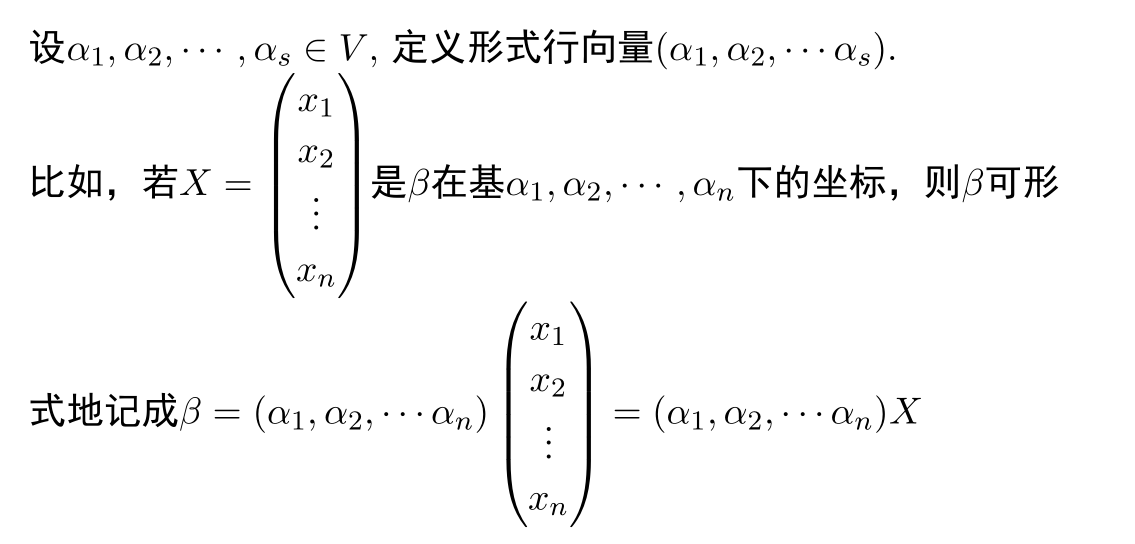 设$\alpha_1, \alpha_2, \cdots, \alpha_s \in V$, 定义形式行向量$(\alpha_1, \alpha_2, \cdots \alpha_s)$.
比如，若$X = \begin{pmatrix} x_1 \\ x_2 \\ \vdots \\ x_n \end{pmatrix}$是$\beta$在基$\alpha_1, \alpha_2, \cdots, \alpha_n$下的坐标，则$\beta$可形
式地记成$\beta = (\alpha_1, \alpha_2, \cdots \alpha_n) \begin{pmatrix} x_1 \\ x_2 \\ \vdots \\ x_n \end{pmatrix} = (\alpha_1, \alpha_2, \cdots \alpha_n)X$